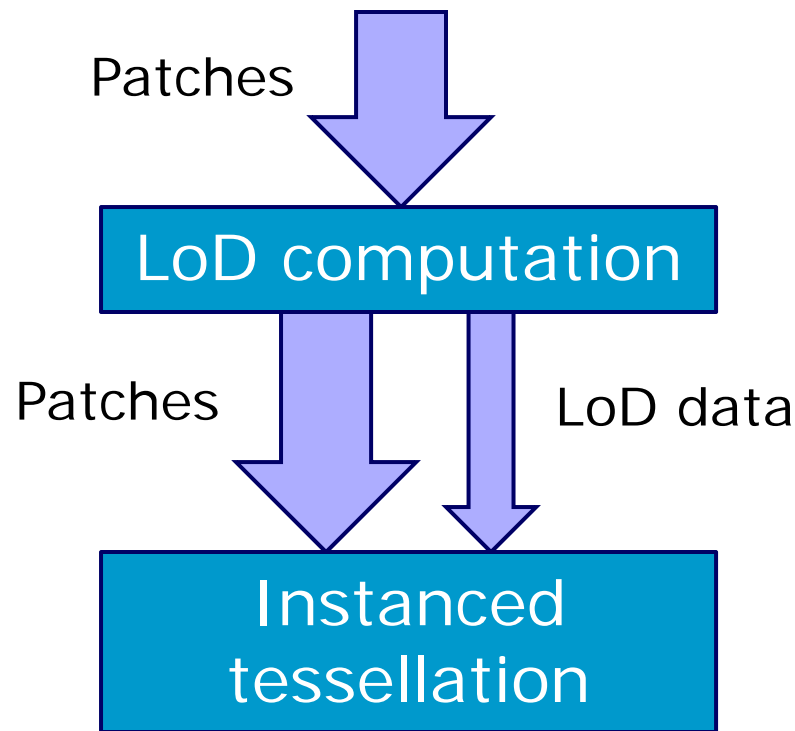 Patches
LoD computation
Patches
LoD data
Instanced
tessellation